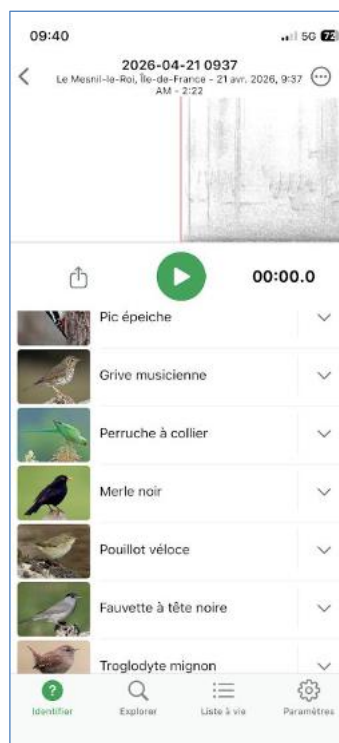 09:40
5G 72
2026-04-21 0937
Le Mesnil-le-Roi, Île-de-France - 21 avr. 2026, 9:37
AM - 2:22
00:00.0
Pic épeiche
Grive musicienne
Perruche à collier
Merle noir
Pouillot véloce
Fauvette à tête noire
Troglodyte mignon
Identifier
Explorer
Liste à vie
Paramètres